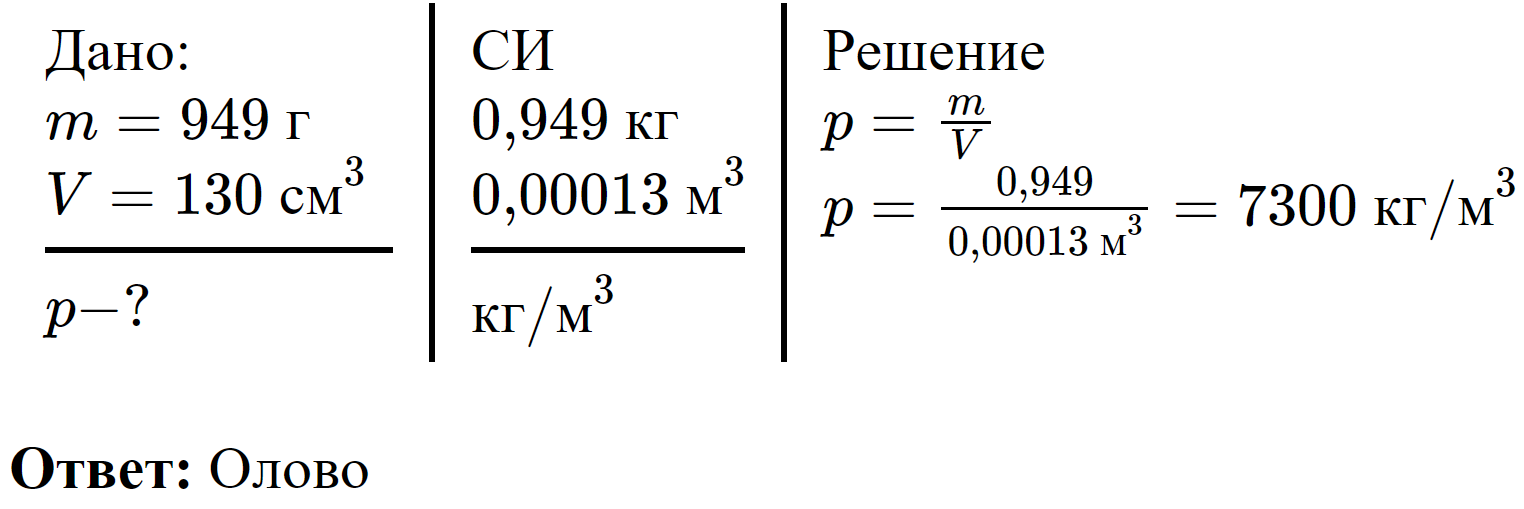 Дано:
m = 949 г
V = 130 см³
p−?
СИ
0,949 кг
0,00013 м³
кг/м³
Решение
p = m/V
p = 0,949/0,00013 м³ = 7300 кг/м³
Ответ: Олово